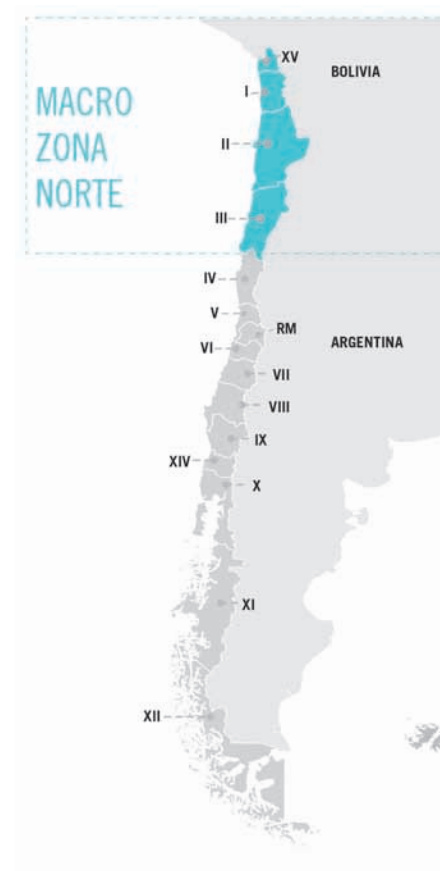 MACRO
ZONA
NORTE
XV
BOLIVIA
I
II
III
IV
V
RM
VI
ARGENTINA
VII
VIII
IX
XIV
X
XI
XII